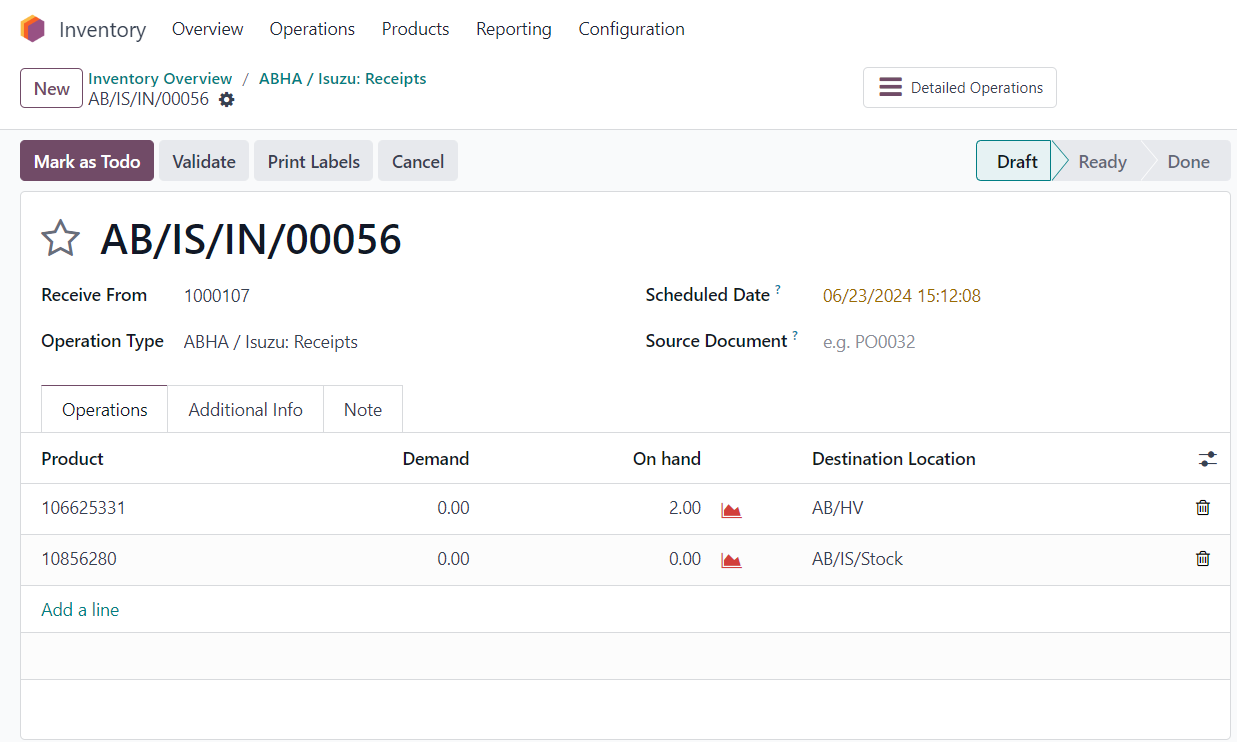 Inventory Overview Operations Products Reporting Configuration
New
Inventory Overview / ABHA / Isuzu: Receipts
AB/IS/IN/00056
Detailed Operations
Mark as Todo Validate Print Labels Cancel Draft Ready Done
AB/IS/IN/00056
Receive From 1000107 Scheduled Date ? 06/23/2024 15:12:08
Operation Type ABHA / Isuzu: Receipts Source Document ? e.g. PO0032
Operations Additional Info Note
Product Demand On hand Destination Location
106625331 0.00 2.00 AB/HV
10856280 0.00 0.00 AB/IS/Stock
Add a line